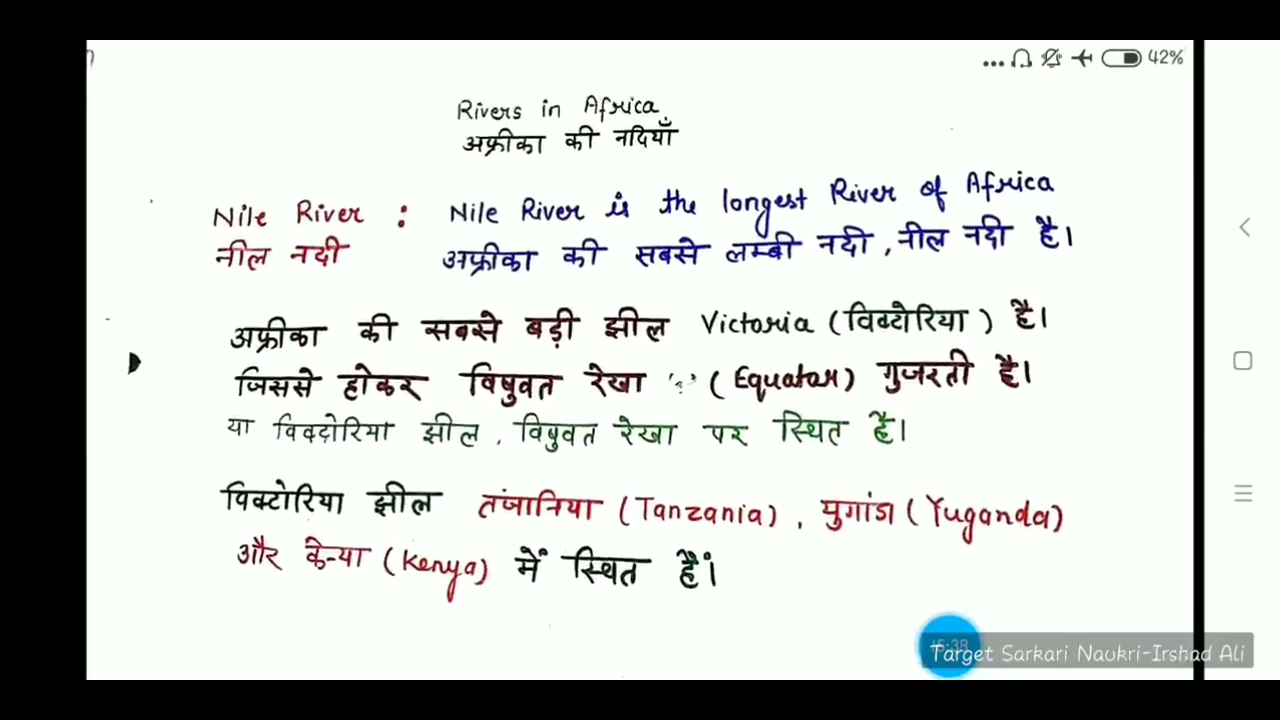 ... 42%
Rivers in Africa
अफ्रीका की नदियाँ
Nile River : Nile River is the longest River of Africa
नील नदी अफ्रीका की सबसे लम्बी नदी, नील नदी है।
अफ्रीका की सबसे बड़ी झील Victoria (विक्टोरिया) है।
जिससे होकर विषुवत रेखा (Equator) गुजरती है।
या विक्टोरिया झील, विषुवत रेखा पर स्थित है।
विक्टोरिया झील तंजानिया (Tanzania), युगांडा (Yuganda)
और केन्या (Kenya) में स्थित है।
15:38
Target Sarkari Naukri-Irshad Ali